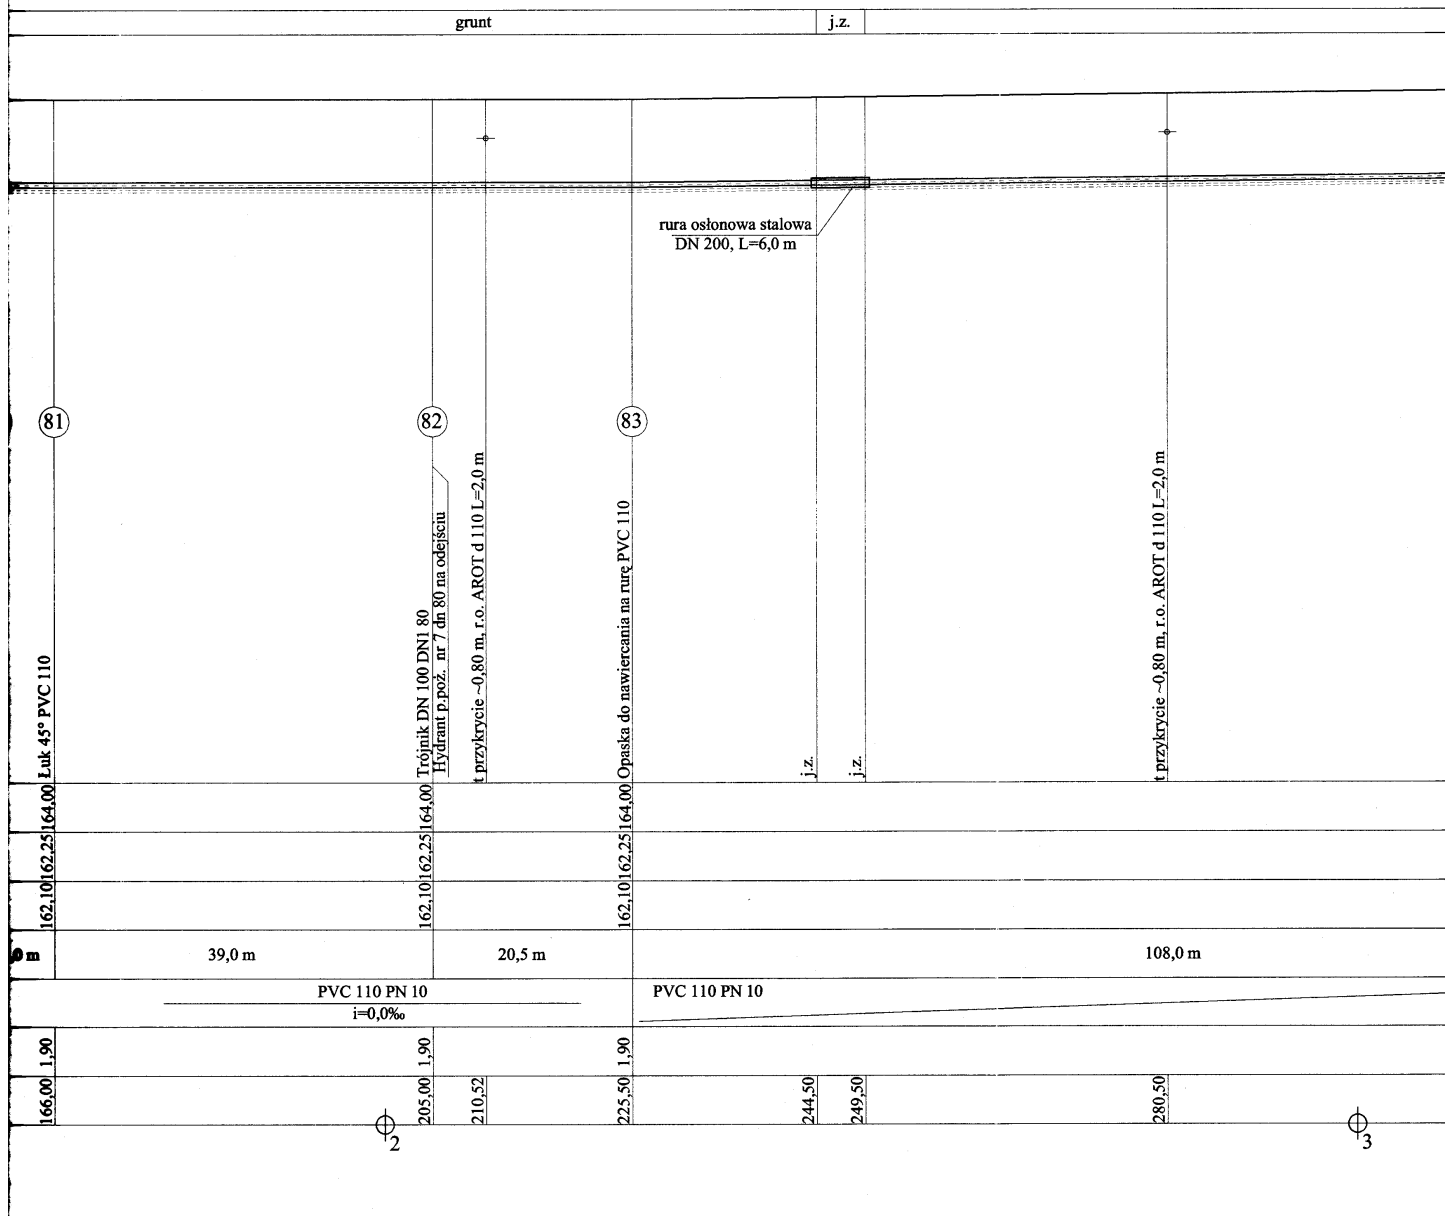 grunt
j.z.
rura osłonowa stalowa
DN 200, L=6,0 m
81
82
83
Łuk 45° PVC 110
Trójnik DN 100 DN1 80
Hydrant p.poż. nr 7 dn 80 na odejściu
t przykrycie ~0,80 m, r.o. AROT d 110 L=2,0 m
Opaska do nawiercania na rurę PVC 110
j.z.
j.z.
t przykrycie ~0,80 m, r.o. AROT d 110 L=2,0 m
164,00
164,00
164,00
162,25
162,25
162,25
162,10
162,10
162,10
0 m
39,0 m
20,5 m
108,0 m
PVC 110 PN 10
i=0,0‰
PVC 110 PN 10
1,90
1,90
1,90
166,00
205,00
210,52
225,50
244,50
249,50
280,50
2
3